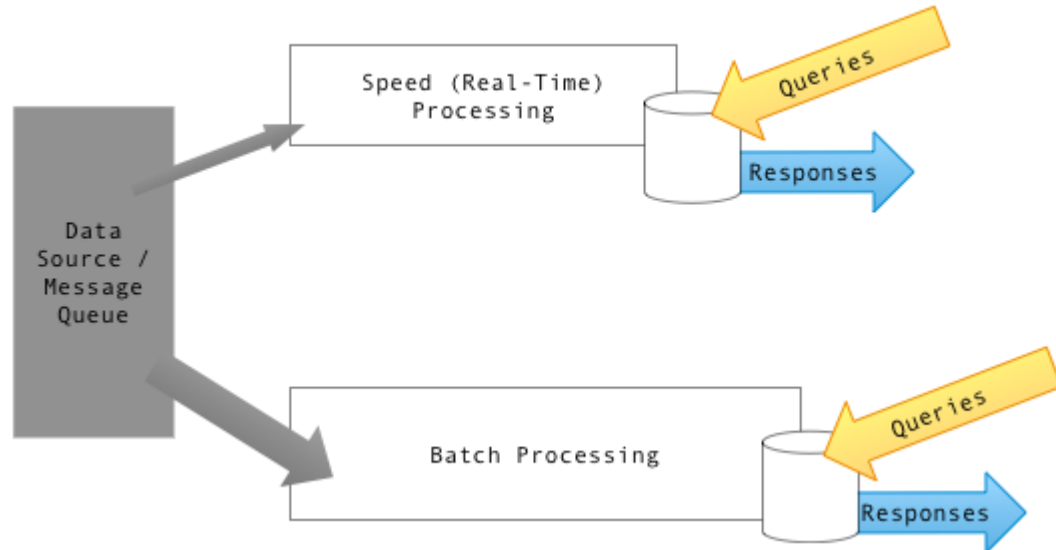 Speed (Real-Time)
Processing
Queries
Responses
Data
Source /
Message
Queue
Batch Processing
Queries
Responses